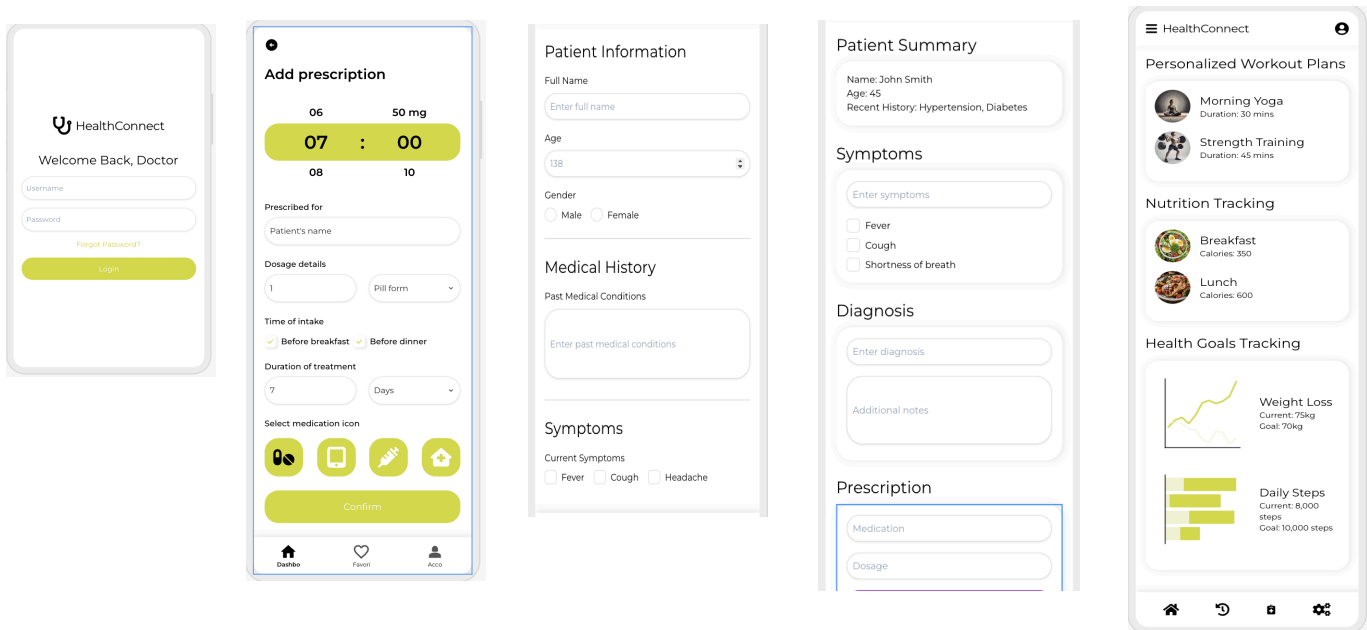 HealthConnect
Welcome Back, Doctor
Username
Password
Forgot Password?
Login
Add prescription
06 50 mg
07 : 00
08 10
Prescribed for
Patient's name
Dosage details
1 Pill form
Time of intake
Before breakfast Before dinner
Duration of treatment
7 Days
Select medication icon
Confirm
Dashbo Favori Acco
Patient Information
Full Name
Enter full name
Age
138
Gender
Male Female
Medical History
Past Medical Conditions
Enter past medical conditions
Symptoms
Current Symptoms
Fever Cough Headache
Patient Summary
Name: John Smith
Age: 45
Recent History: Hypertension, Diabetes
Symptoms
Enter symptoms
Fever
Cough
Shortness of breath
Diagnosis
Enter diagnosis
Additional notes
Prescription
Medication
Dosage
HealthConnect
Personalized Workout Plans
Morning Yoga
Duration: 30 mins
Strength Training
Duration: 45 mins
Nutrition Tracking
Breakfast
Calories: 350
Lunch
Calories: 600
Health Goals Tracking
Weight Loss
Current: 75kg
Goal: 70kg
Daily Steps
Current: 8,000
steps
Goal: 10,000 steps